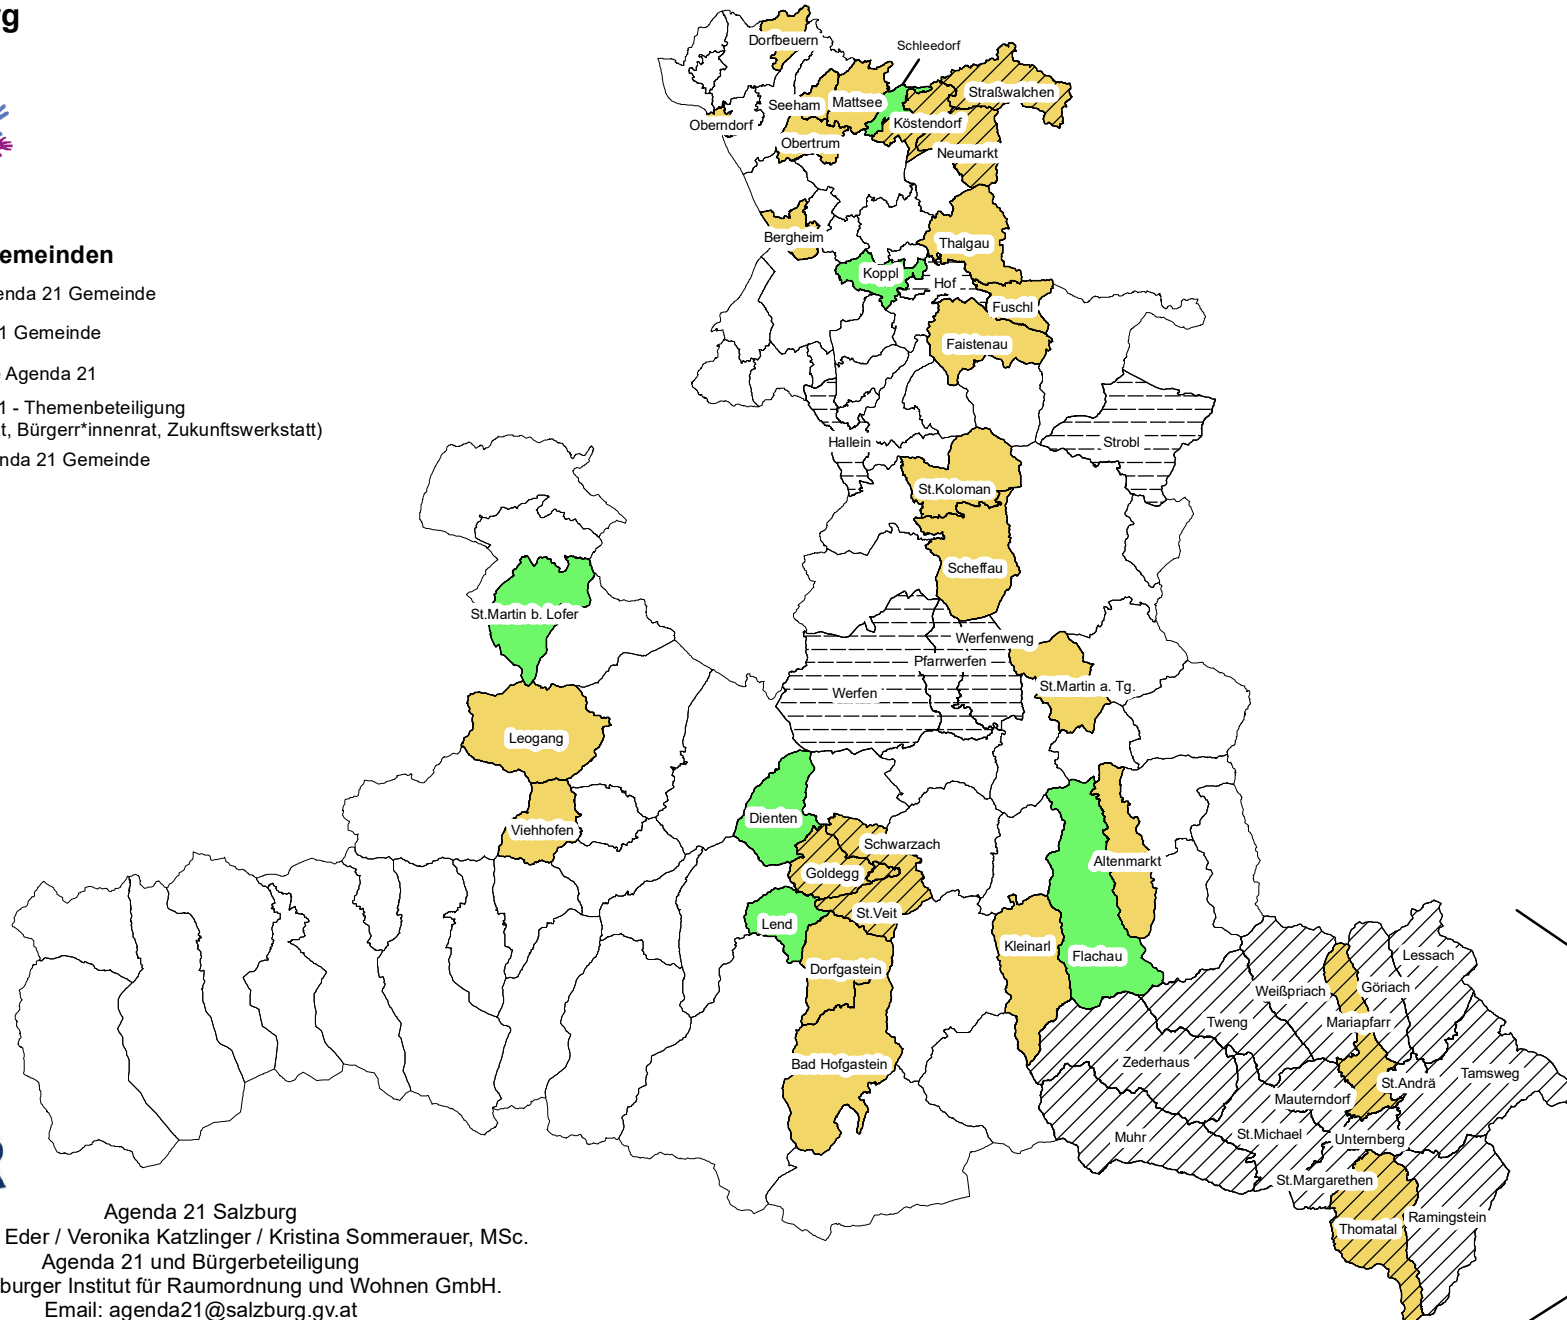 g
emeinden
enda 21 Gemeinde
1 Gemeinde
Agenda 21
1 - Themenbeteiligung
t, Bürgerr*innenrat, Zukunftswerkstatt)
nda 21 Gemeinde
Dorfbeuern
Schleedorf
Straßwalchen
Seeham
Mattsee
Oberndorf
Köstendorf
Obertrum
Neumarkt
Bergheim
Thalgau
Koppl
Hof
Fuschl
Faistenau
Hallein
Strobl
St.Koloman
Scheffau
St.Martin b. Lofer
Werfenweng
Pfarrwerfen
Werfen
St.Martin a. Tg.
Leogang
Viehhofen
Dienten
Schwarzach
Goldegg
Altenmarkt
St.Veit
Lend
Kleinarl
Flachau
Dorfgastein
Bad Hofgastein
Lessach
Weißpriach
Göriach
Tweng
Mariapfarr
Zederhaus
Tamsweg
St.Andrä
Mauterndorf
Muhr
St.Michael
Unternberg
St.Margarethen
Ramingstein
Thomatal
Agenda 21 Salzburg
Eder / Veronika Katzlinger / Kristina Sommerauer, MSc.
Agenda 21 und Bürgerbeteiligung
burger Institut für Raumordnung und Wohnen GmbH.
Email: agenda21@salzburg.gv.at